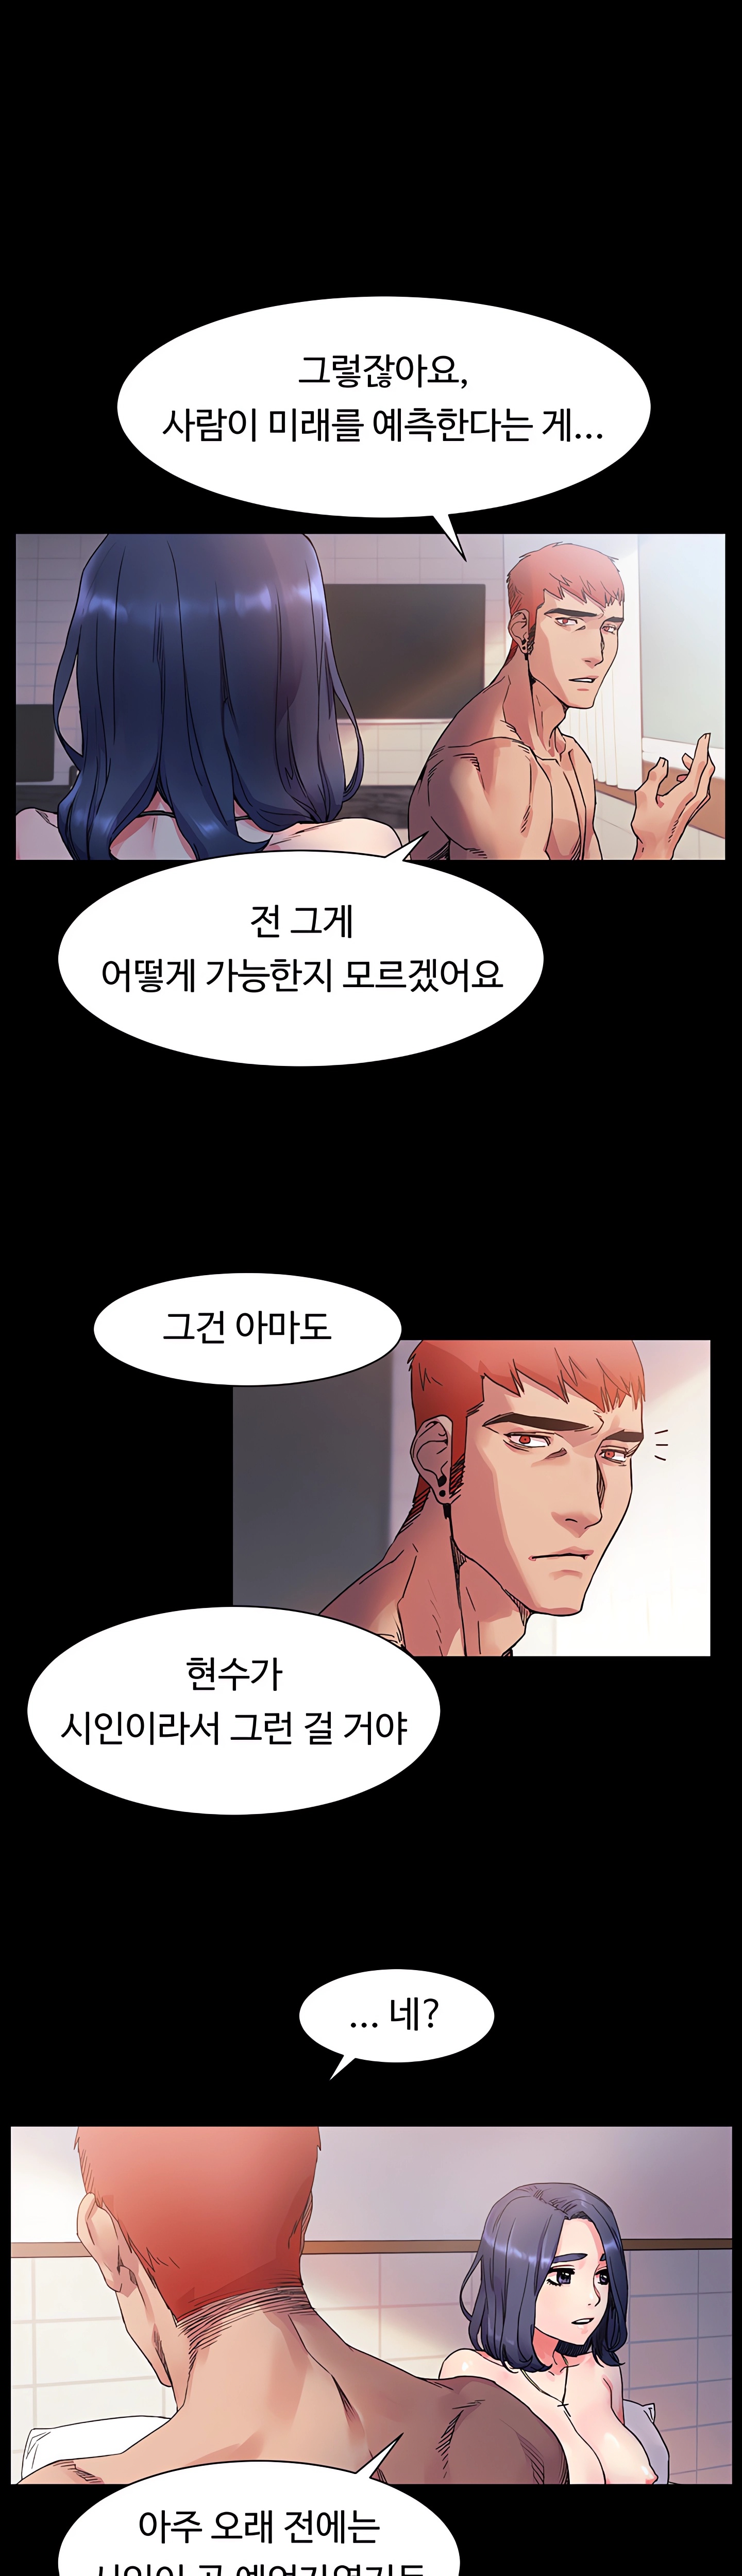 그렇잖아요,
사람이 미래를 예측한다는 게...
전 그게
어떻게 가능한지 모르겠어요
그건 아마도
현수가
시인이라서 그런 걸 거야
... 네?
아주 오래 전에는